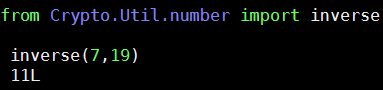 from Crypto.Util.number import inverse
inverse(7,19)
11L